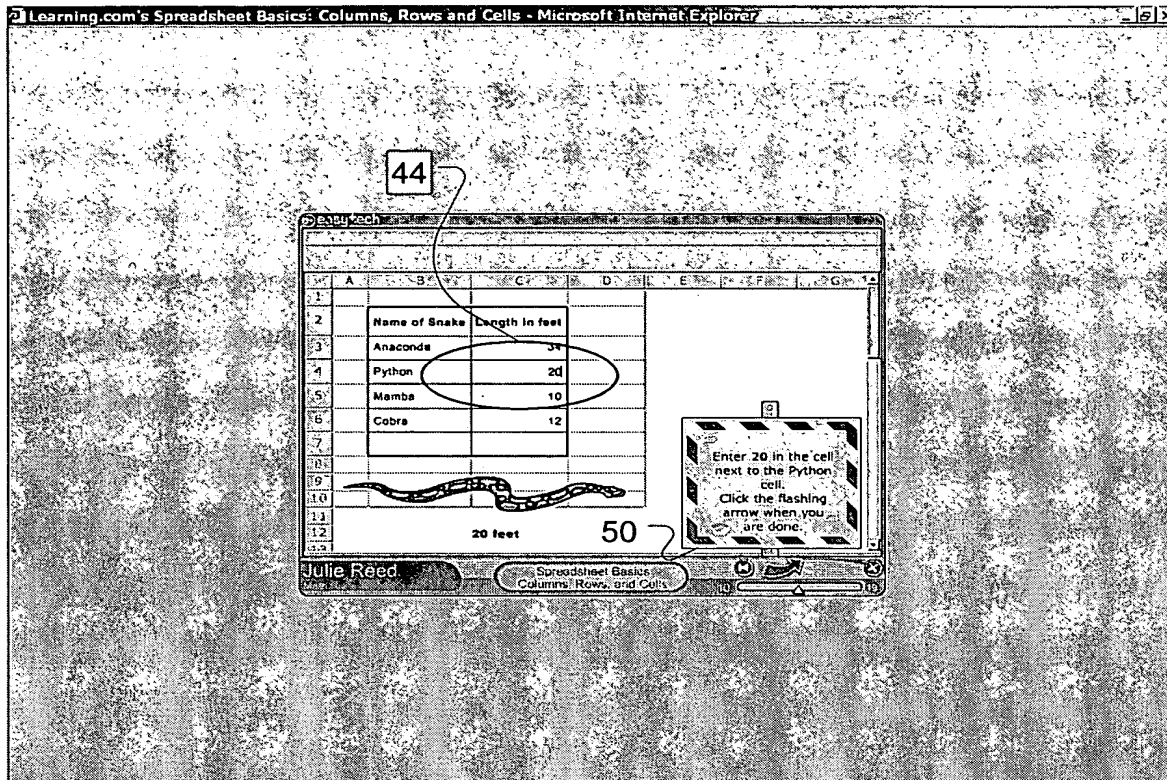 Learning.com's Spreadsheet Basics: Columns, Rows and Cells - Microsoft Internet Explorer
44
easytech
A B C D E F G
1
2 Name of Snake Length in feet
3 Anaconda 34
4 Python 20
5 Mamba 10
6 Cobra 12
7
8
9
10
11
12 20 feet
50
Enter 20 in the cell
next to the Python
cell.
Click the flashing
arrow when you
are done.
Julie Reed
Spreadsheet Basics
Columns, Rows, and Cells